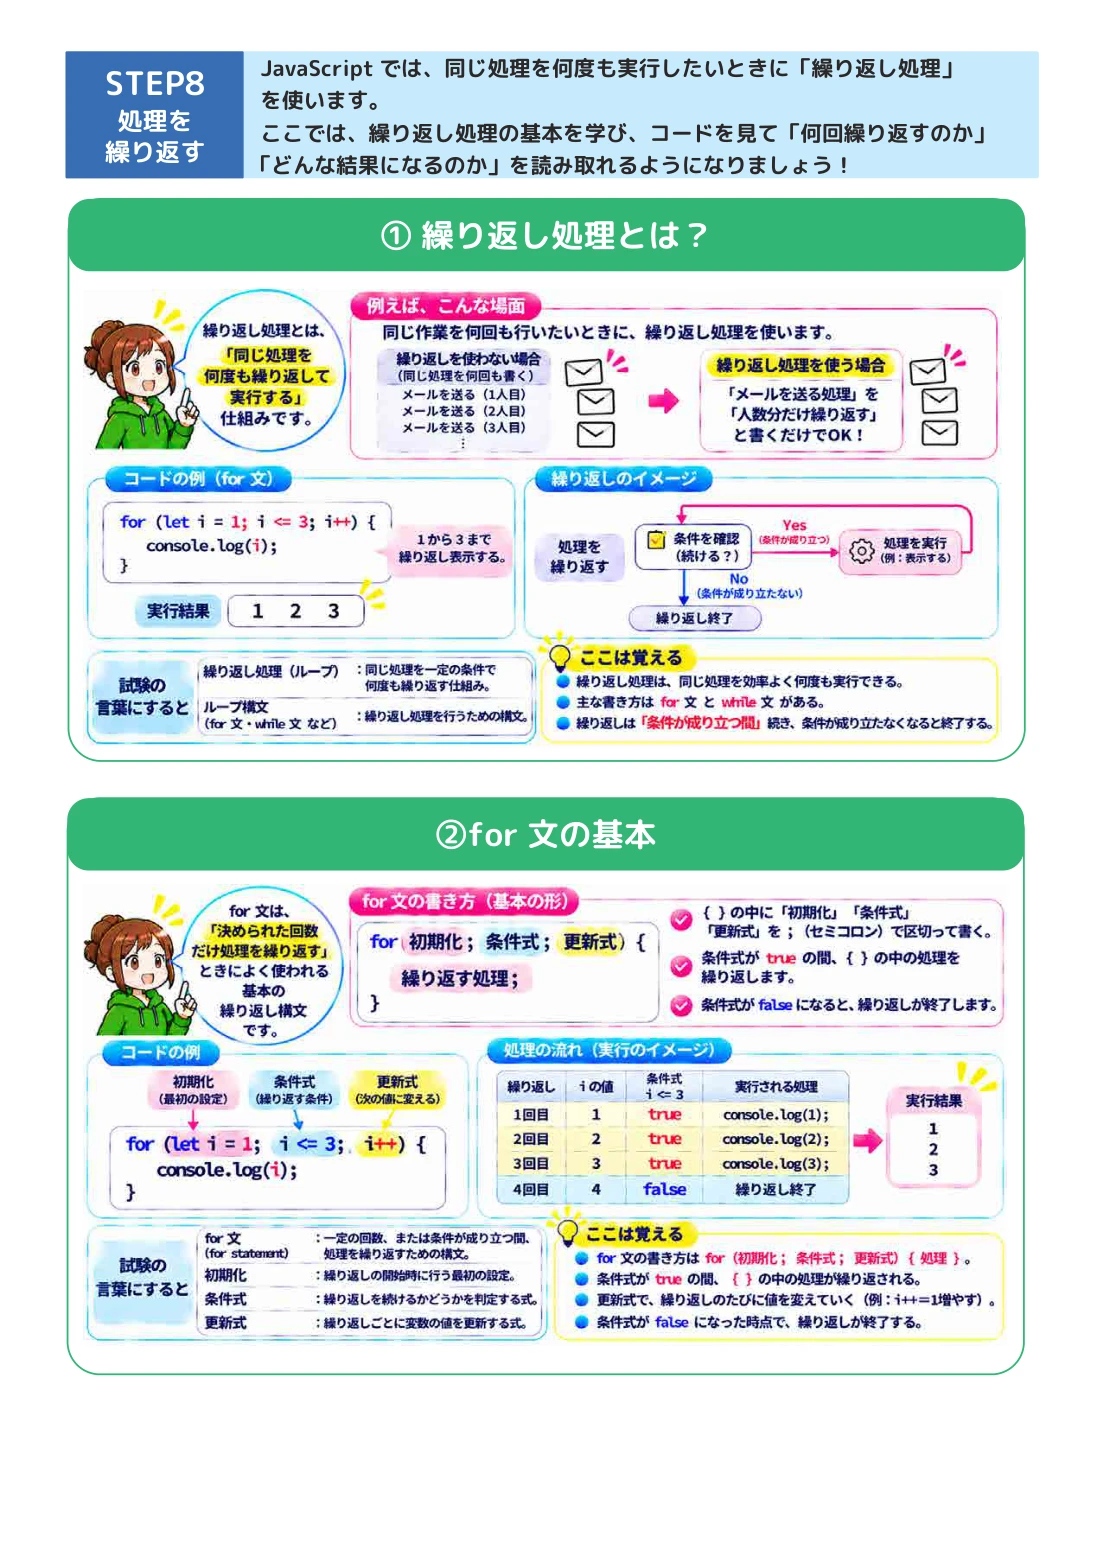 STEP8
処理を
繰り返す
JavaScript では、同じ処理を何度も実行したいときに「繰り返し処理」
を使います。
ここでは、繰り返し処理の基本を学び、コードを見て「何回繰り返すのか」
「どんな結果になるのか」を読み取れるようになりましょう！
① 繰り返し処理とは？
繰り返し処理とは、
「同じ処理を
何度も繰り返して
実行する」
仕組みです。
例えば、こんな場面
同じ作業を何回も行いたいときに、繰り返し処理を使います。
繰り返しを使わない場合
（同じ処理を何回も書く）
メールを送る（1人目）
メールを送る（2人目）
メールを送る（3人目）
⋮
繰り返し処理を使う場合
「メールを送る処理」を
「人数分だけ繰り返す」
と書くだけでOK！
コードの例（for 文）
for (let i = 1; i <= 3; i++) {
console.log(i);
}
1から3まで
繰り返し表示する。
実行結果
1 2 3
繰り返しのイメージ
処理を
繰り返す
条件を確認
（続ける？）
Yes
（条件が成り立つ）
処理を実行
（例：表示する）
No
（条件が成り立たない）
繰り返し終了
試験の
言葉にすると
繰り返し処理（ループ）
：同じ処理を一定の条件で
何度も繰り返す仕組み。
ループ構文
（for 文・while 文 など）
：繰り返し処理を行うための構文。
ここは覚える
繰り返し処理は、同じ処理を効率よく何度も実行できる。
主な書き方は for 文 と while 文 がある。
繰り返しは「条件が成り立つ間」続き、条件が成り立たなくなると終了する。
②for 文の基本
for 文は、
「決められた回数
だけ処理を繰り返す」
ときによく使われる
基本の
繰り返し構文
です。
for 文の書き方（基本の形）
for（初期化；条件式；更新式）{
繰り返す処理；
}
{ }の中に「初期化」「条件式」
「更新式」を；（セミコロン）で区切って書く。
条件式が true の間、{ }の中の処理を
繰り返します。
条件式が false になると、繰り返しが終了します。
コードの例
初期化
（最初の設定）
条件式
（繰り返す条件）
更新式
（次の値に変える）
for (let i = 1; i <= 3; i++) {
console.log(i);
}
処理の流れ（実行のイメージ）
繰り返し i の値 条件式 i <= 3 実行される処理
1回目 1 true console.log(1);
2回目 2 true console.log(2);
3回目 3 true console.log(3);
4回目 4 false 繰り返し終了
実行結果
1
2
3
試験の
言葉にすると
for 文
(for statement)
：一定の回数、または条件が成り立つ間、
処理を繰り返すための構文。
初期化 ：繰り返しの開始時に行う最初の設定。
条件式 ：繰り返しを続けるかどうかを判定する式。
更新式 ：繰り返しごとに変数の値を更新する式。
ここは覚える
for 文の書き方は for（初期化； 条件式； 更新式）{ 処理 }。
条件式が true の間、{ }の中の処理が繰り返される。
更新式で、繰り返しのたびに値を変えていく（例：i++＝1増やす）。
条件式が false になった時点で、繰り返しが終了する。